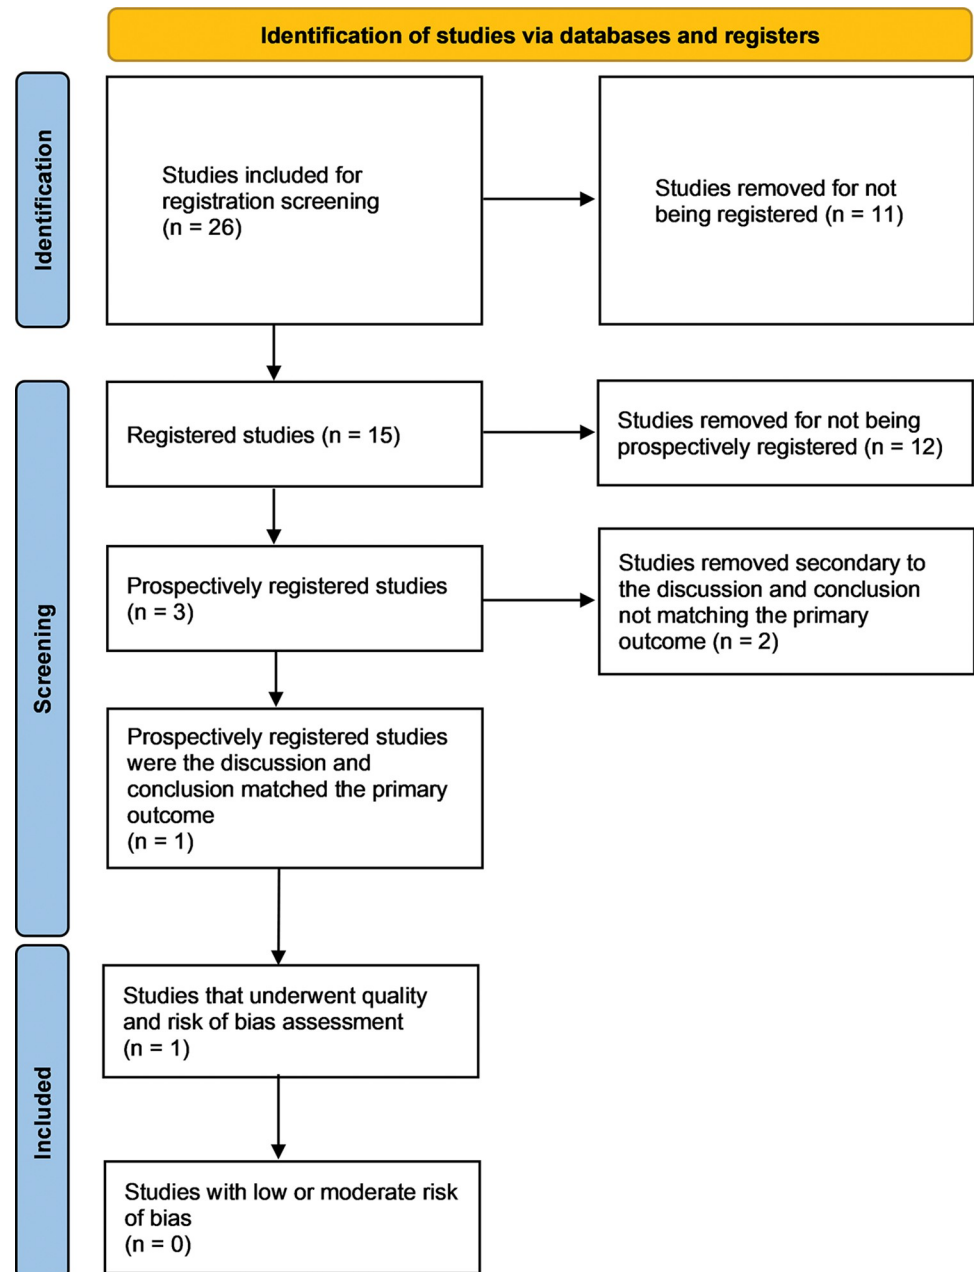 Identification of studies via databases and registers
Identification
Studies included for
registration screening
(n = 26)
Studies removed for not
being registered (n = 11)
Screening
Registered studies (n = 15)
Studies removed for not being
prospectively registered (n = 12)
Prospectively registered studies
(n = 3)
Studies removed secondary to
the discussion and conclusion
not matching the primary
outcome (n = 2)
Prospectively registered studies
were the discussion and
conclusion matched the primary
outcome
(n = 1)
Included
Studies that underwent quality
and risk of bias assessment
(n = 1)
Studies with low or moderate risk
of bias
(n = 0)